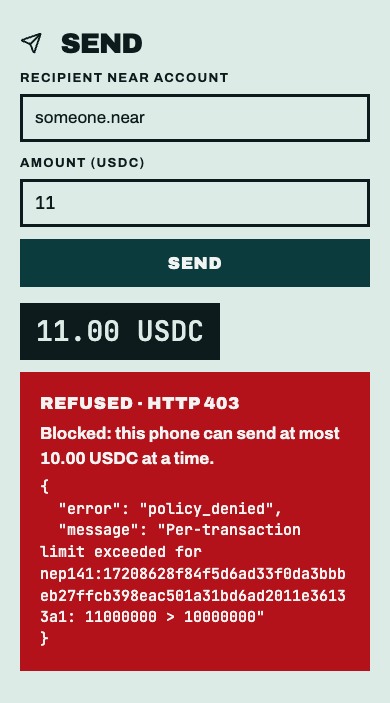 SEND
RECIPIENT NEAR ACCOUNT
someone.near
AMOUNT (USDC)
11
SEND
11.00 USDC
REFUSED · HTTP 403
Blocked: this phone can send at most
10.00 USDC at a time.
{
  "error": "policy_denied",
  "message": "Per-transaction
limit exceeded for
nep141:17208628f84f5d6ad33f0da3bbb
eb27ffcb398eac501a31bd6ad2011e3613
3a1: 11000000 > 10000000"
}